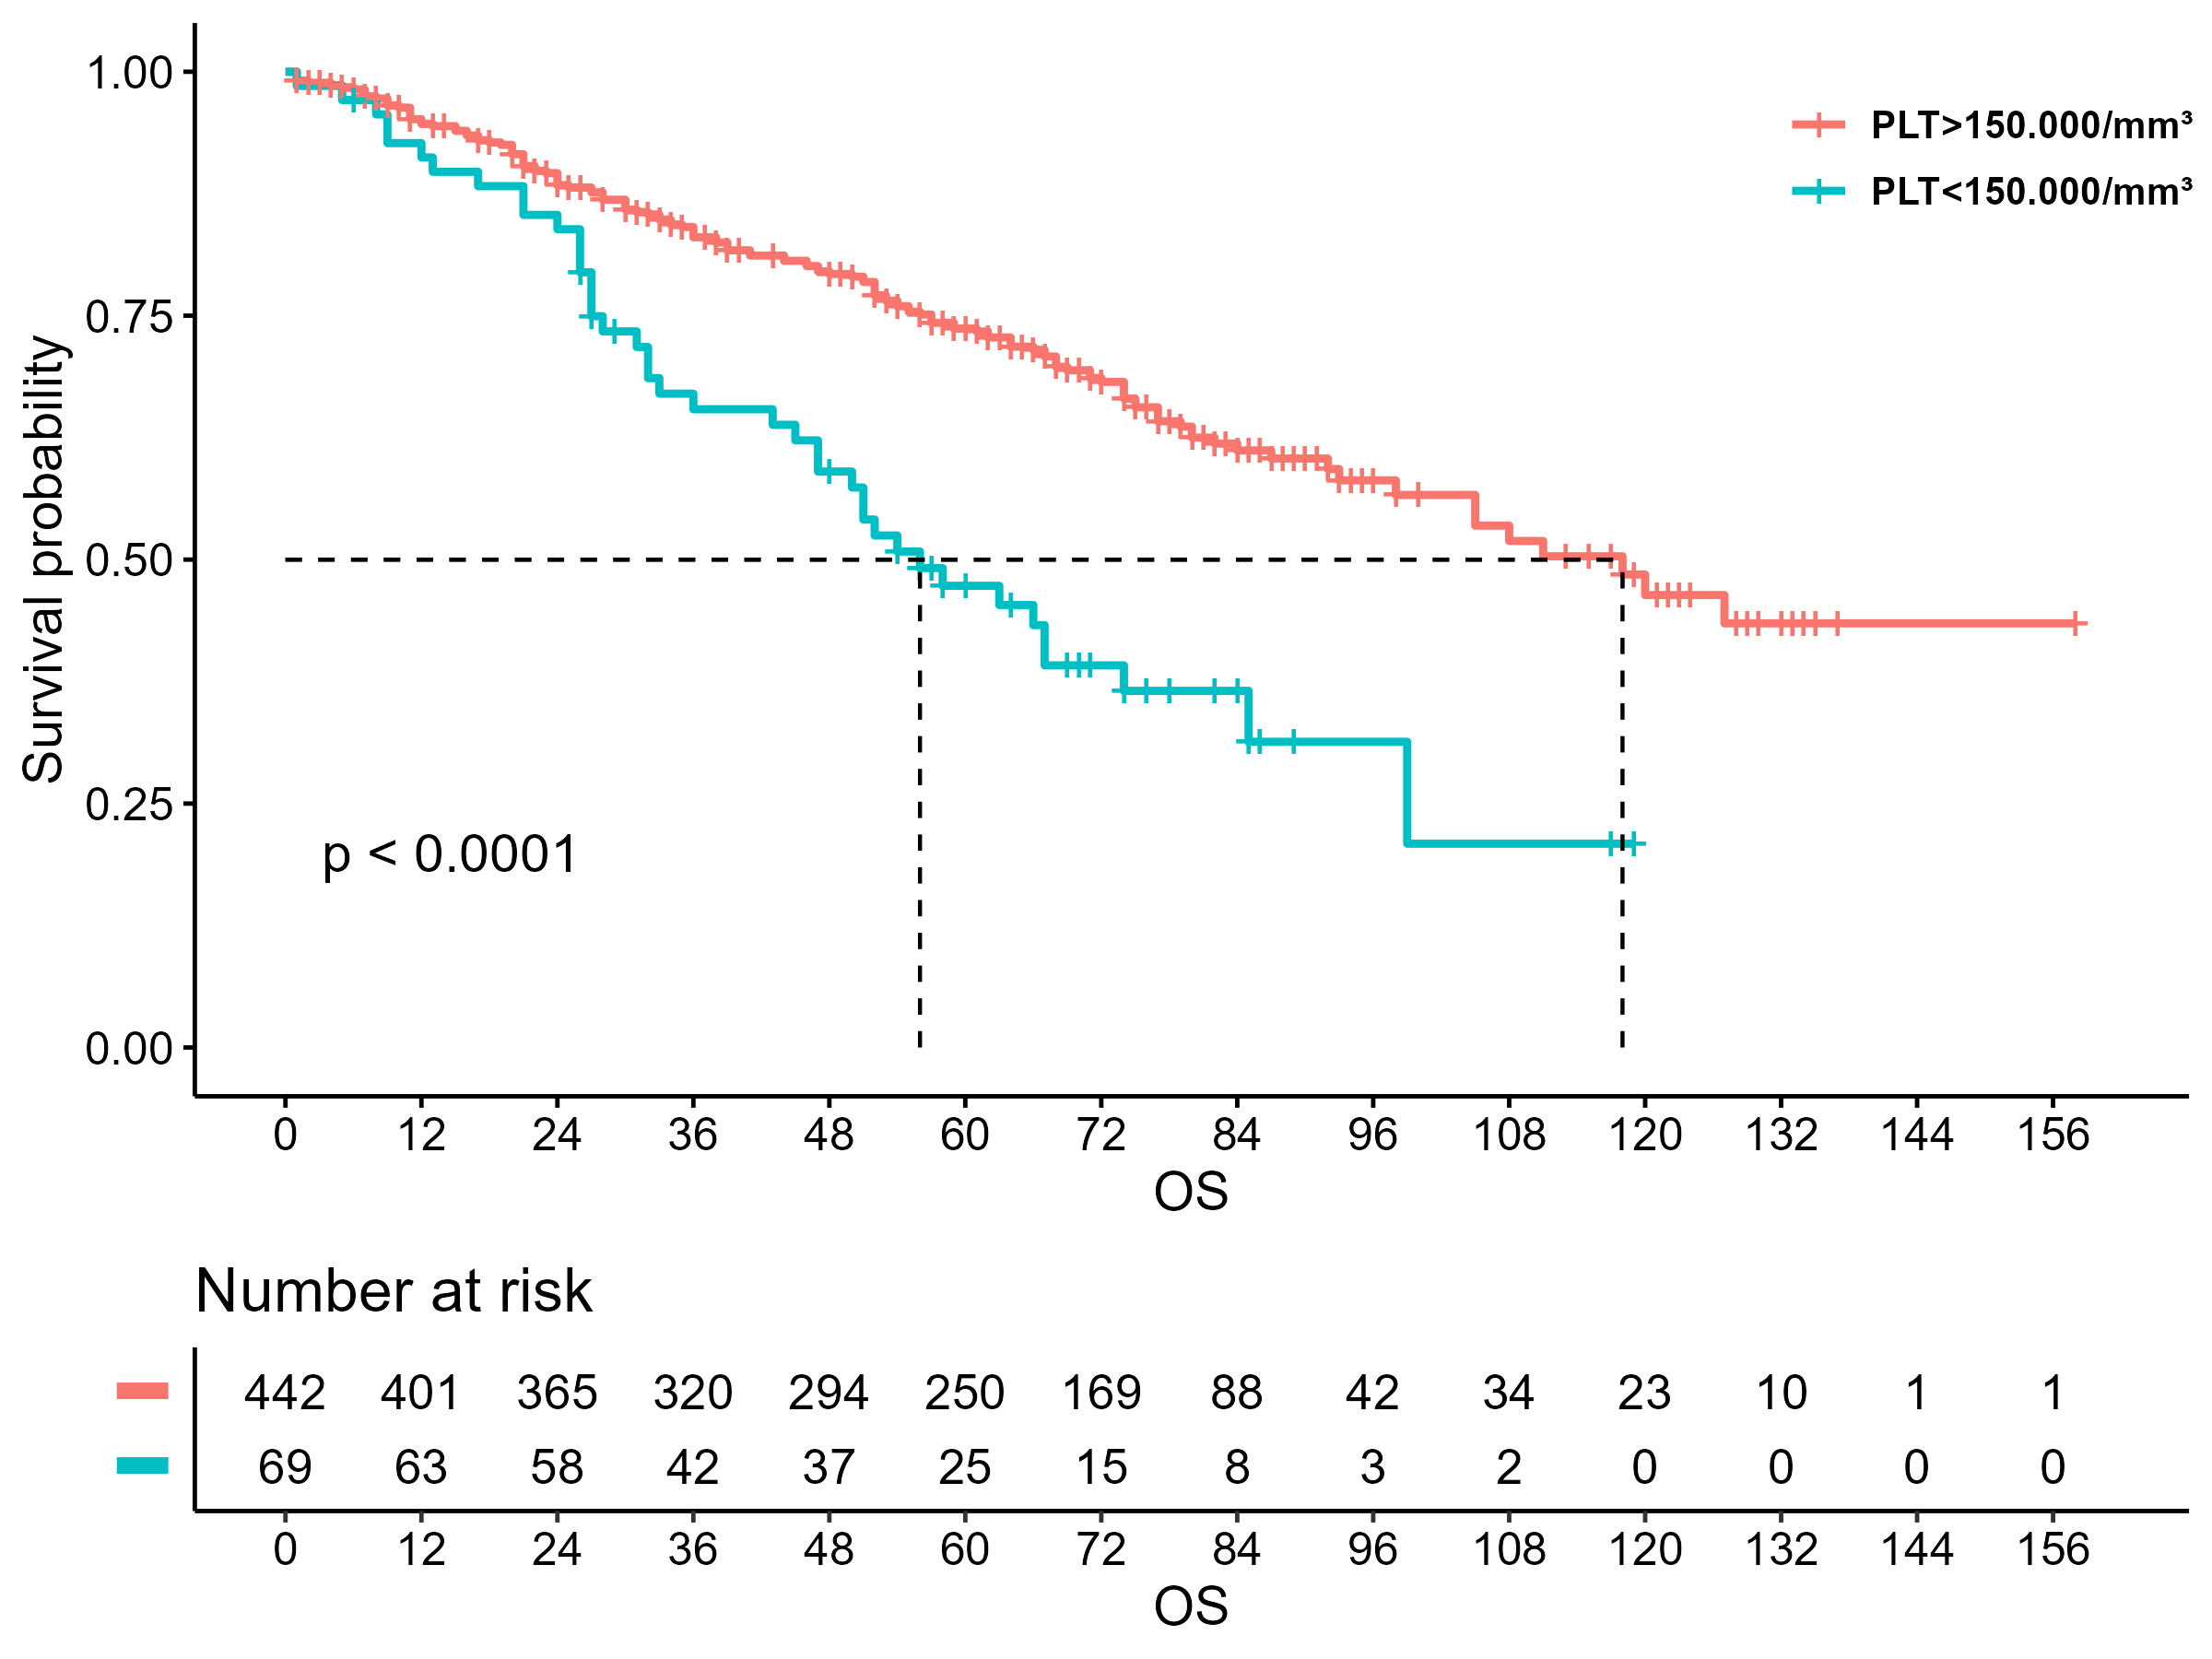 1.00
0.75
0.50
0.25
0.00
Survival probability
PLT>150.000/mm³
PLT<150.000/mm³
p < 0.0001
0 12 24 36 48 60 72 84 96 108 120 132 144 156
OS
Number at risk
442 401 365 320 294 250 169 88 42 34 23 10 1 1
69 63 58 42 37 25 15 8 3 2 0 0 0 0
0 12 24 36 48 60 72 84 96 108 120 132 144 156
OS